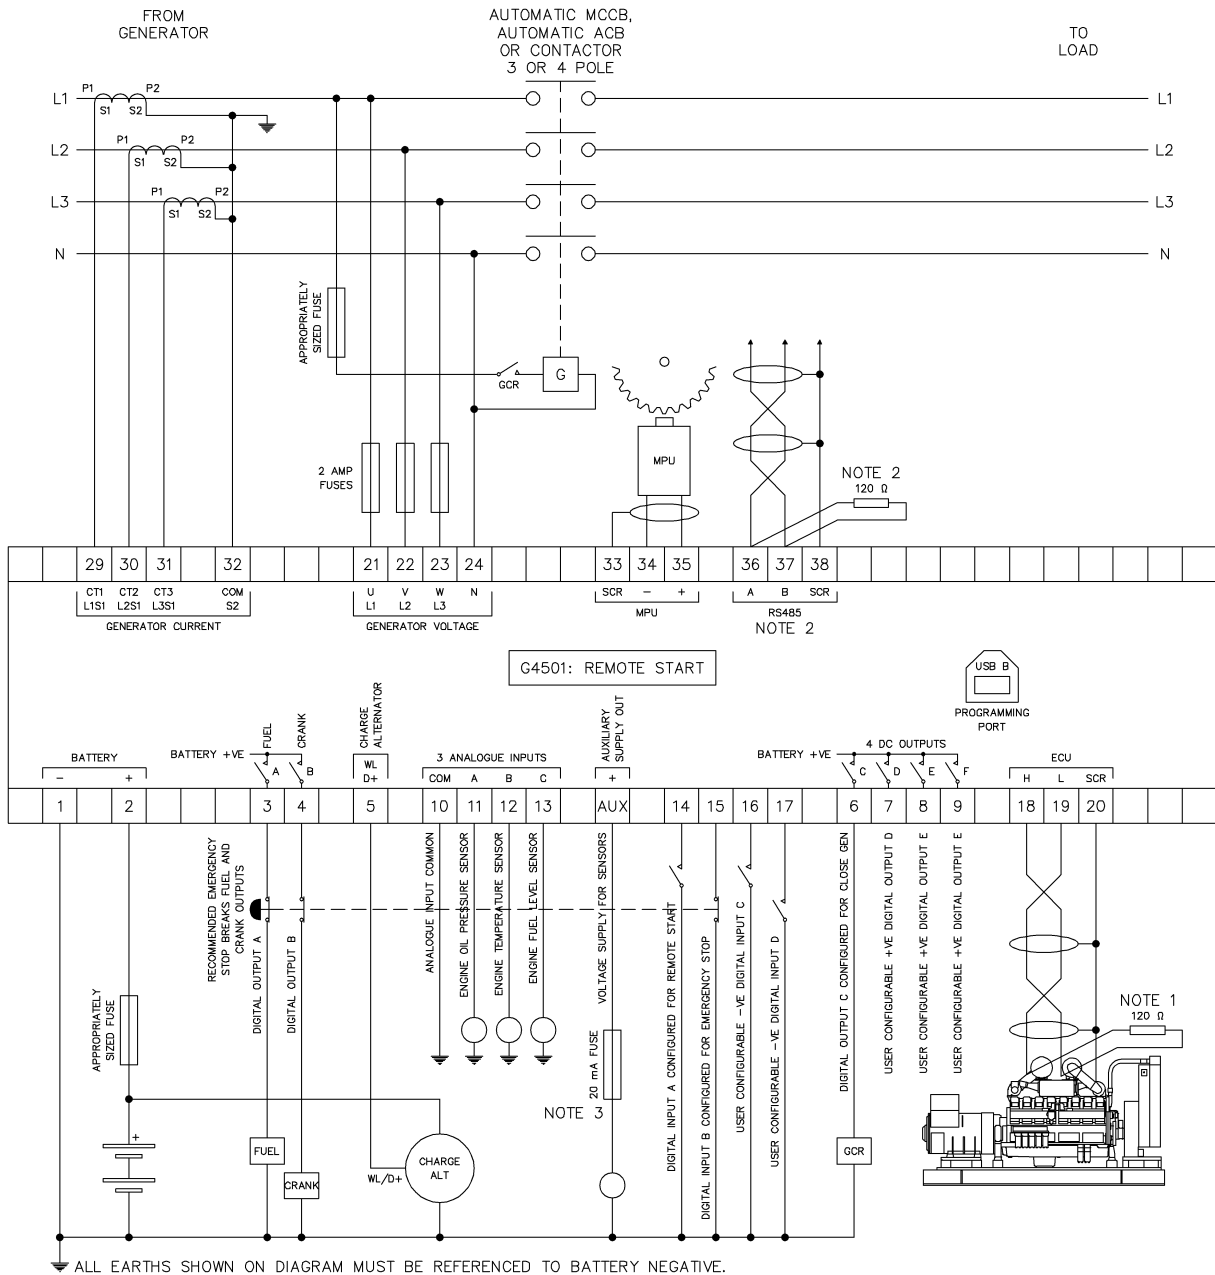 FROM
GENERATOR
AUTOMATIC MCCB,
AUTOMATIC ACB
OR CONTACTOR
3 OR 4 POLE
TO
LOAD
L1
P1
P2
S1
S2
L1
L2
P1
P2
S1
S2
L2
L3
P1
P2
S1
S2
L3
N
N
APPROPRIATELY
SIZED FUSE
GCR
G
2 AMP
FUSES
MPU
NOTE 2
120 Ω
29
30
31
32
21
22
23
24
33
34
35
36
37
38
CT1
L1S1
CT2
L2S1
CT3
L3S1
COM
S2
GENERATOR CURRENT
U
L1
V
L2
W
L3
N
GENERATOR VOLTAGE
SCR
−
+
MPU
A
B
SCR
RS485
NOTE 2
G4501: REMOTE START
USB B
PROGRAMMING
PORT
BATTERY
−
+
BATTERY +VE
FUEL
A
CRANK
B
CHARGE
ALTERNATOR
WL
D+
3 ANALOGUE INPUTS
COM
A
B
C
AUXILIARY
SUPPLY OUT
+
BATTERY +VE
4 DC OUTPUTS
C
D
E
F
ECU
H
L
SCR
1
2
3
4
5
10
11
12
13
AUX
14
15
16
17
6
7
8
9
18
19
20
RECOMMENDED EMERGENCY
STOP BREAKS FUEL AND
CRANK OUTPUTS
DIGITAL OUTPUT A
DIGITAL OUTPUT B
ANALOGUE INPUT COMMON
ENGINE OIL PRESSURE SENSOR
ENGINE TEMPERATURE SENSOR
ENGINE FUEL LEVEL SENSOR
VOLTAGE SUPPLY FOR SENSORS
DIGITAL INPUT A CONFIGURED FOR REMOTE START
DIGITAL INPUT B CONFIGURED FOR EMERGENCY STOP
USER CONFIGURABLE −VE DIGITAL INPUT C
USER CONFIGURABLE −VE DIGITAL INPUT D
DIGITAL OUTPUT C CONFIGURED FOR CLOSE GEN
USER CONFIGURABLE +VE DIGITAL OUTPUT D
USER CONFIGURABLE +VE DIGITAL OUTPUT E
USER CONFIGURABLE +VE DIGITAL OUTPUT E
APPROPRIATELY
SIZED FUSE
20 mA FUSE
NOTE 3
NOTE 1
120 Ω
+
FUEL
CRANK
WL/D+
CHARGE
ALT
GCR
ALL EARTHS SHOWN ON DIAGRAM MUST BE REFERENCED TO BATTERY NEGATIVE.